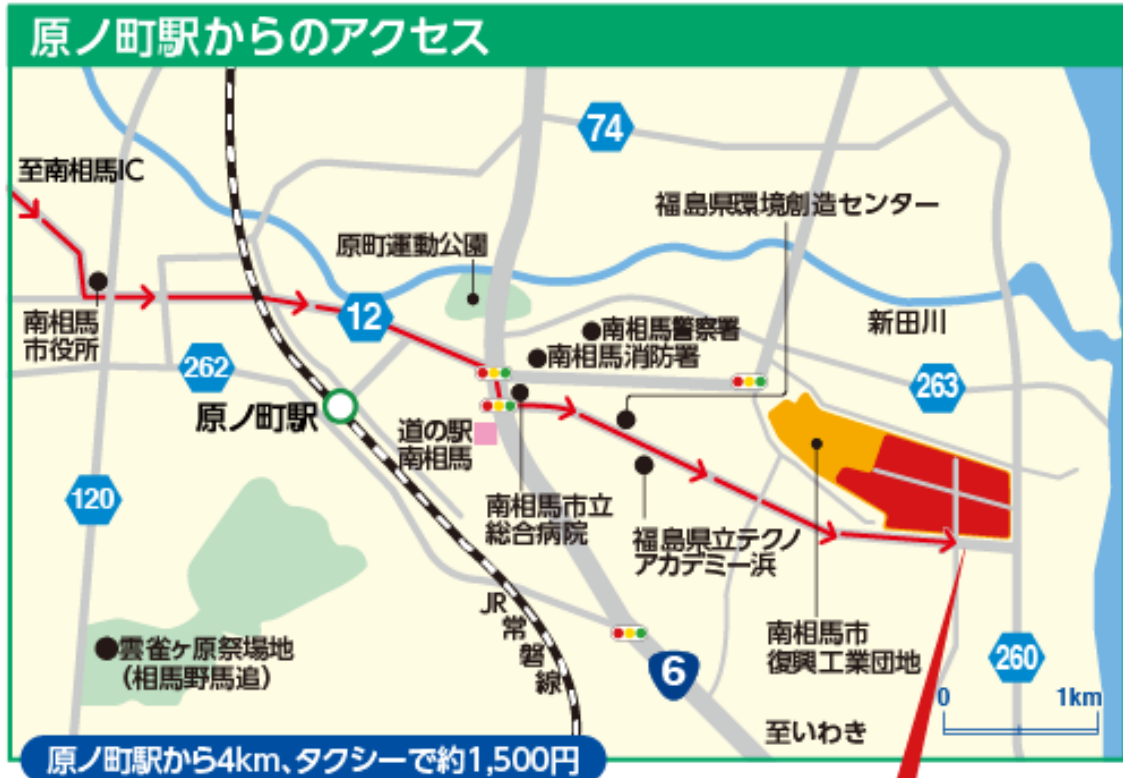 原ノ町駅からのアクセス
74
至南相馬IC
福島県環境創造センター
原町運動公園
12
南相馬
市役所
南相馬警察署
南相馬消防署
新田川
262
263
原ノ町駅
道の駅
南相馬
120
南相馬市立
総合病院
福島県立テクノ
アカデミー浜
JR常磐線
雲雀ヶ原祭場地
(相馬野馬追)
南相馬市
復興工業団地
6
260
0 1km
至いわき
原ノ町駅から4km、タクシーで約1,500円